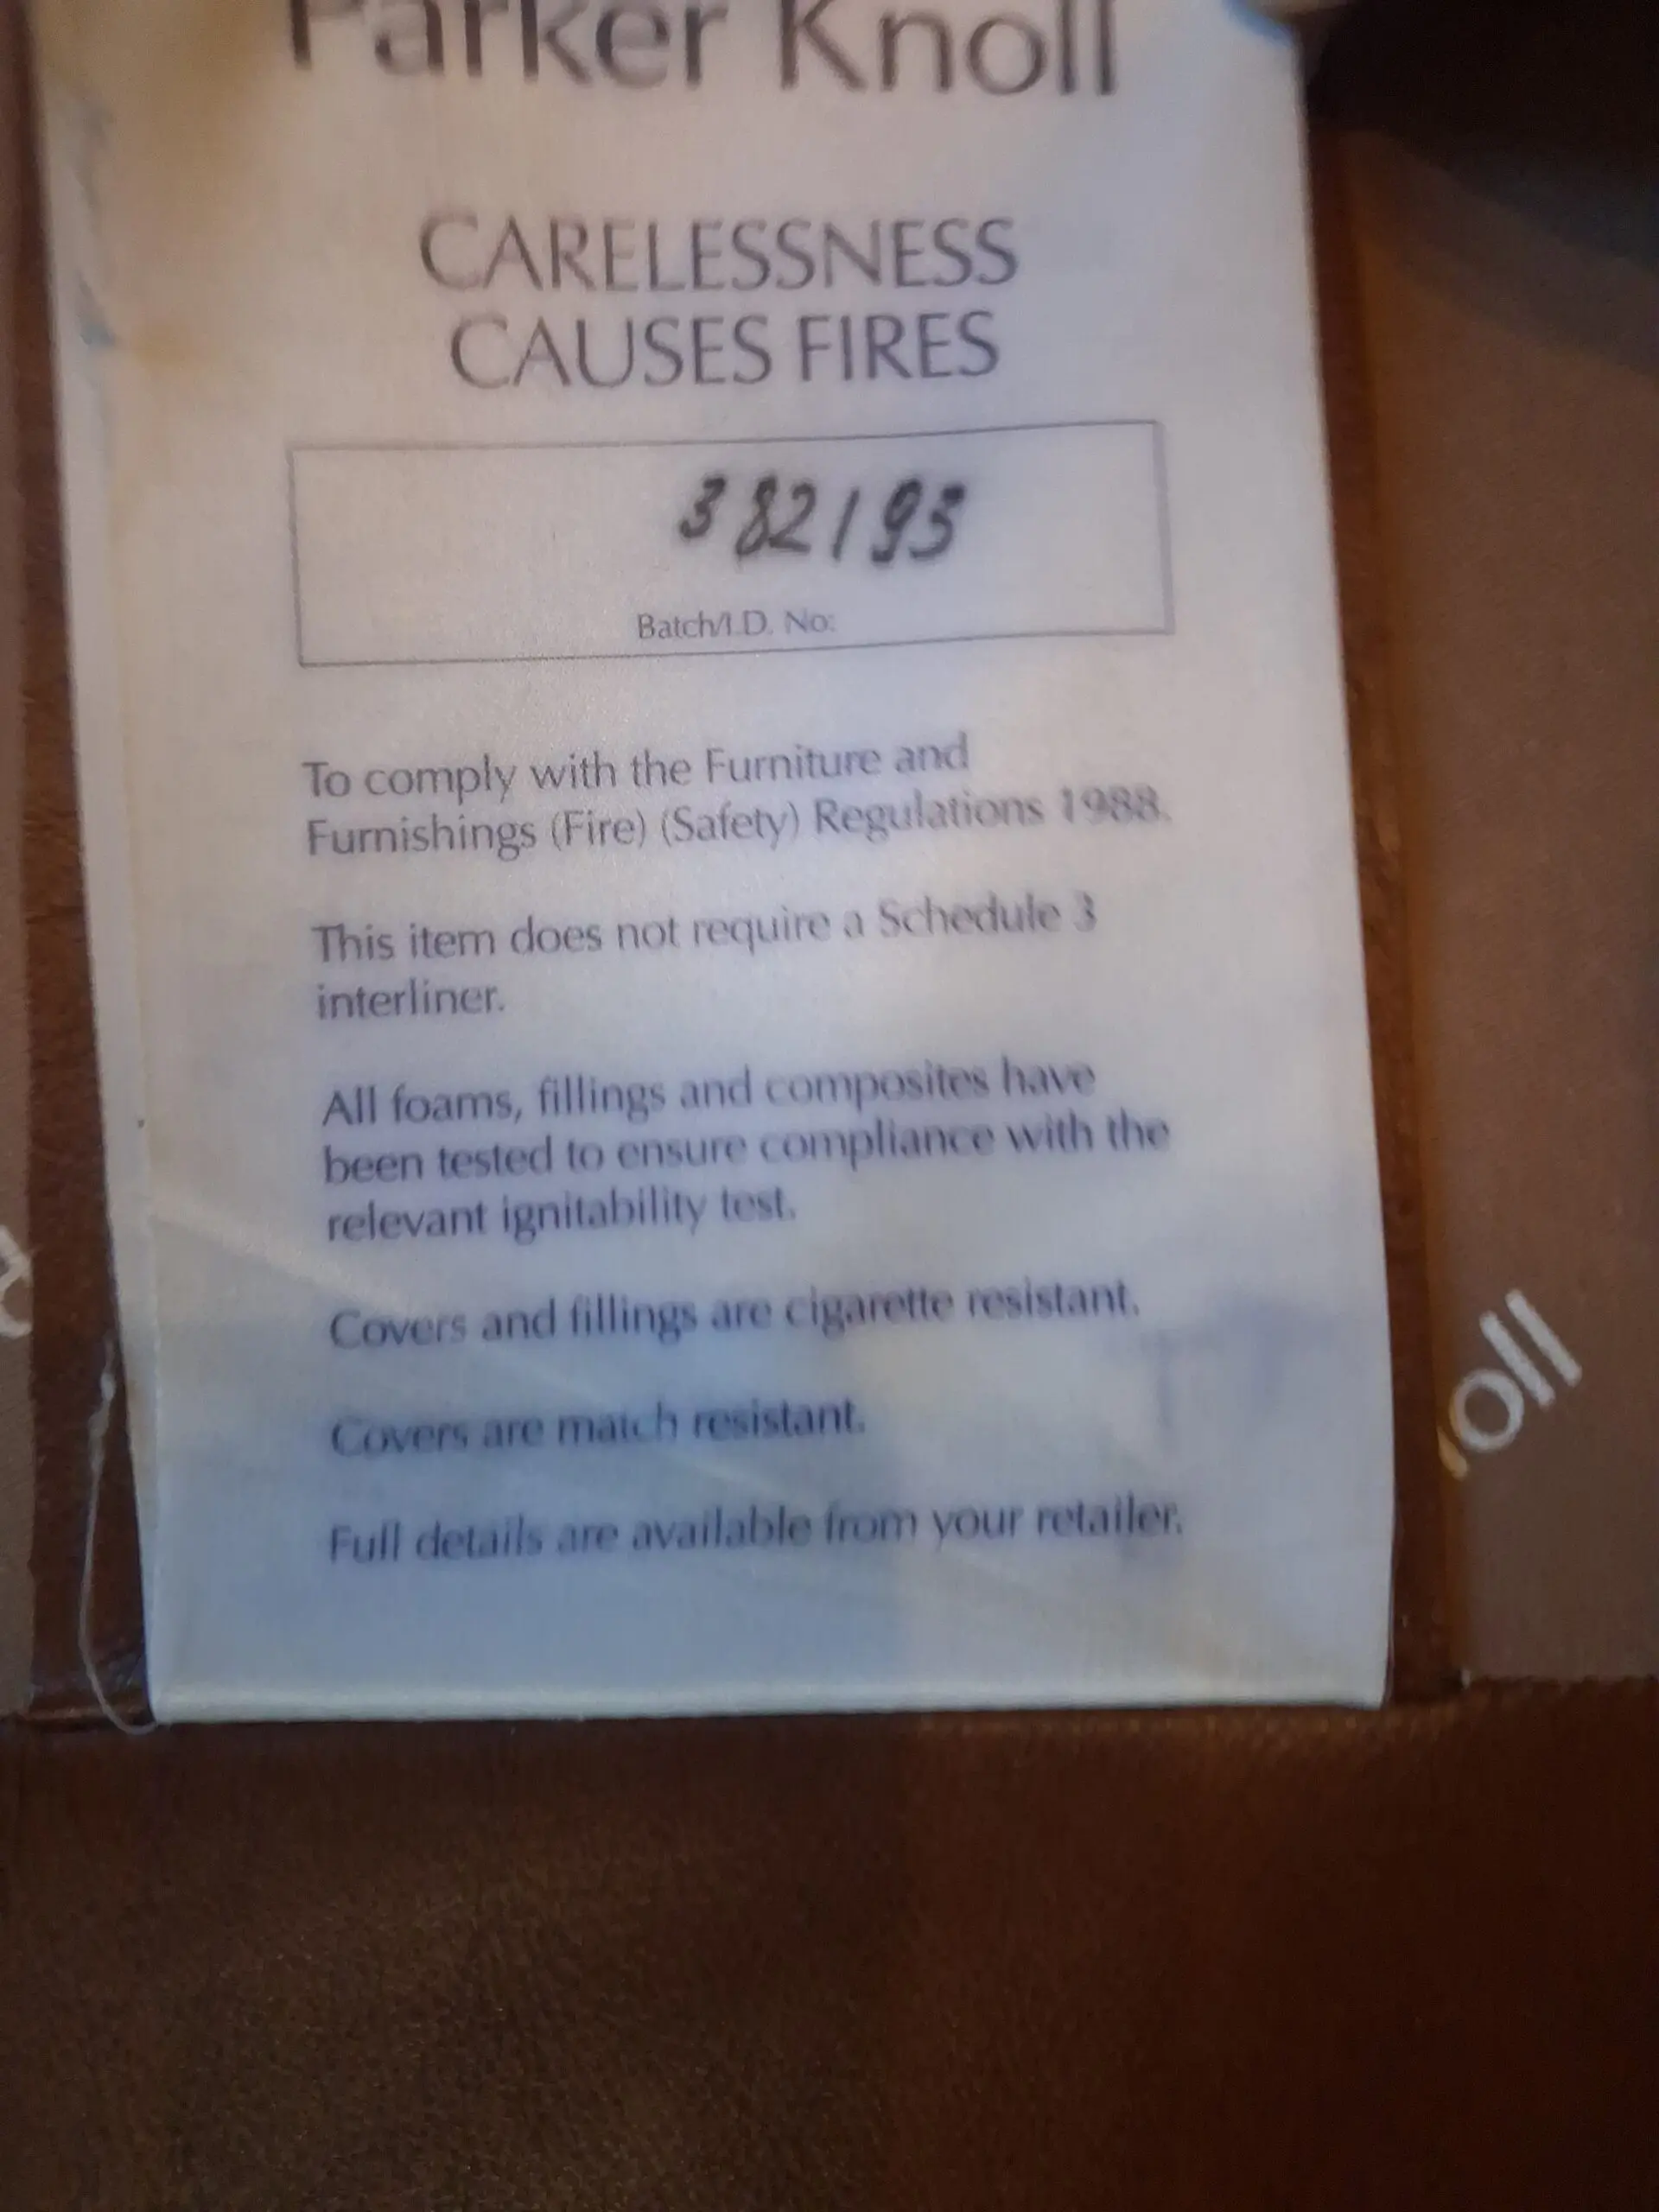 Parker Knoll
CARELESSNESS
CAUSES FIRES
382193
Batch/I.D. No:
To comply with the Furniture and
Furnishings (Fire) (Safety) Regulations 1988.
This item does not require a Schedule 3
interliner.
All foams, fillings and composites have
been tested to ensure compliance with the
relevant ignitability test.
Covers and fillings are cigarette resistant.
Covers are match resistant.
Full details are available from your retailer.
oll